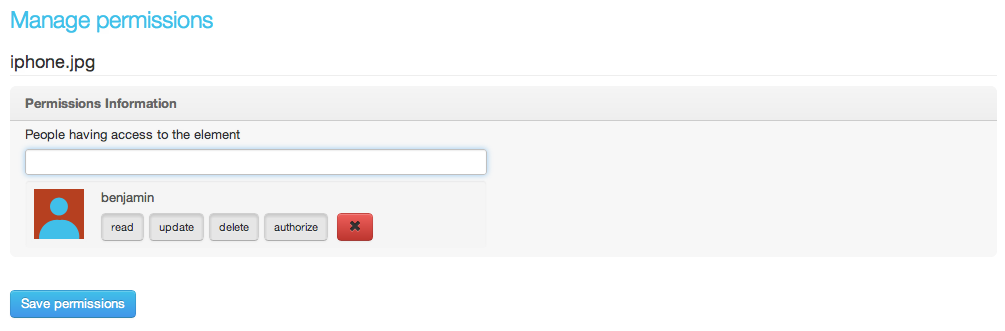 Manage permissions
iphone.jpg
Permissions Information
People having access to the element
benjamin
read update delete authorize
Save permissions